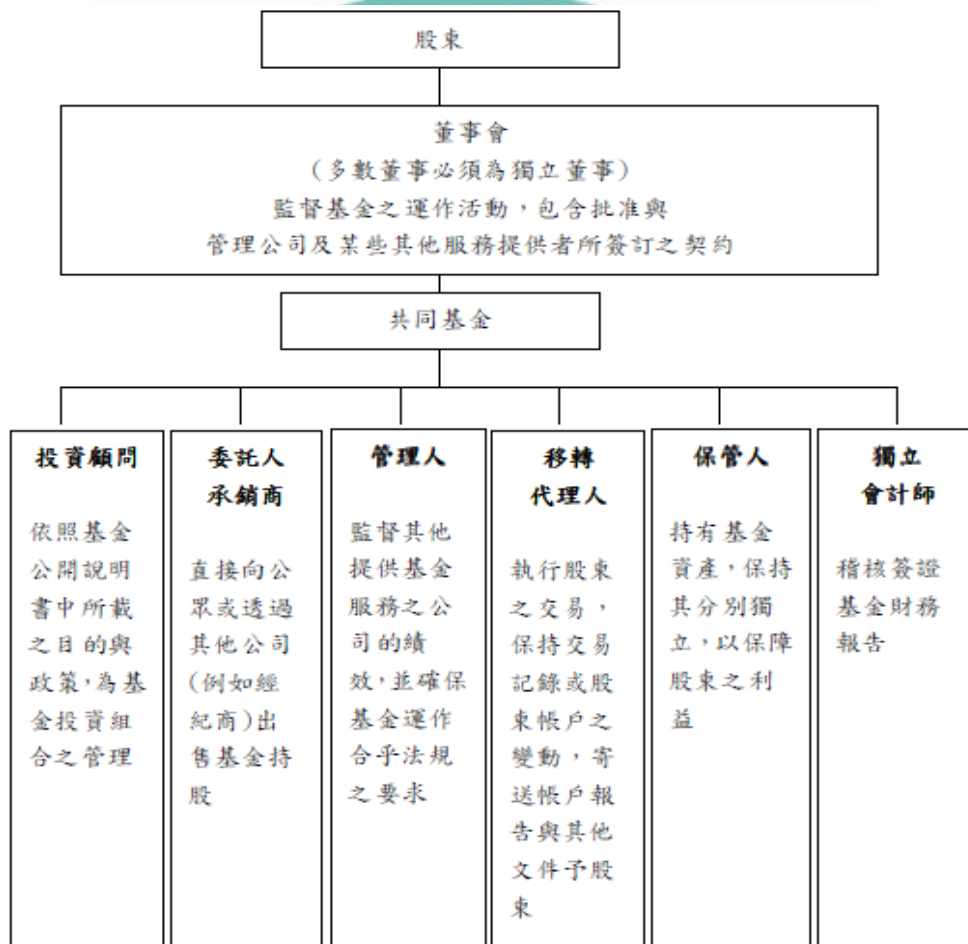 股東
董事會
（多數董事必須為獨立董事）
監督基金之運作活動，包含批准與
管理公司及某些其他服務提供者所簽訂之契約
共同基金
投資顧問
依照基金
公開說明
書中所載
之目的與
政策，為基
金投資組
合之管理
委託人
承銷商
直接向公
眾或透過
其他公司
(例如經
紀商)出
售基金持
股
管理人
監督其他
提供基金
服務之公
司的績
效，並確保
基金運作
合乎法規
之要求
移轉
代理人
執行股東
之交易，
保持交易
記錄或股
東帳戶之
變動，寄
送帳戶報
告與其他
文件予股
東
保管人
持有基金
資產，保持
其分別獨
立，以保障
股東之利
益
獨立
會計師
稽核簽證
基金財務
報告